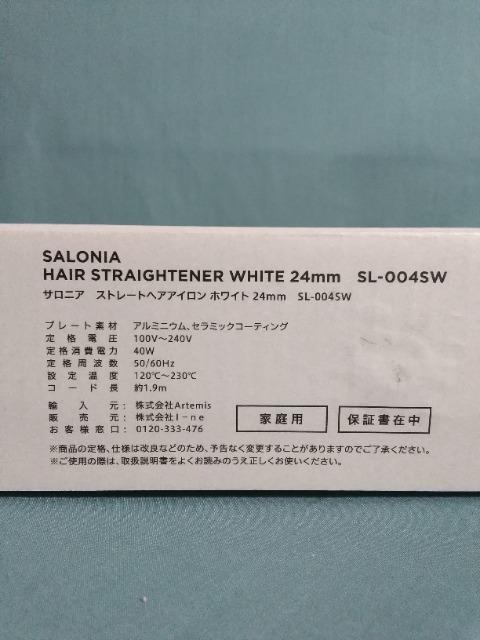 SALONIA
HAIR STRAIGHTENER WHITE 24mm SL-004SW
サロニア ストレートヘアアイロン ホワイト 24mm SL-004SW
プレート素材 アルミニウム、セラミックコーティング
定格電圧 100V〜240V
定格消費電力 40W
定格周波数 50/60Hz
設定温度 120℃〜230℃
コード長 約1.9m
輸入元: 株式会社Artemis
販売元: 株式会社I-ne
お客様窓口: 0120-333-476
家庭用
保証書在中
※商品の定格、仕様は改良などのため、予告なく変更することがありますのでご了承ください。
※ご使用の際は、取扱説明書をよくお読みのうえ正しくお使いください。